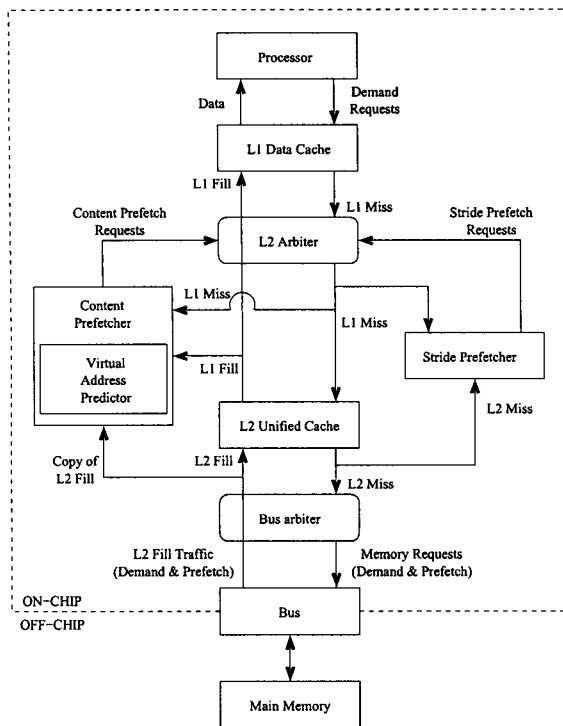 Processor
Data
Demand
Requests
L1 Data Cache
L1 Fill
L1 Miss
Content Prefetch
Requests
Stride Prefetch
Requests
L2 Arbiter
Content
Prefetcher
L1 Miss
L1 Miss
Virtual
Address
Predictor
L1 Fill
Stride Prefetcher
L2 Unified Cache
L2 Miss
Copy of
L2 Fill
L2 Fill
L2 Miss
Bus arbiter
L2 Fill Traffic
(Demand & Prefetch)
Memory Requests
(Demand & Prefetch)
ON-CHIP
OFF-CHIP
Bus
Main Memory